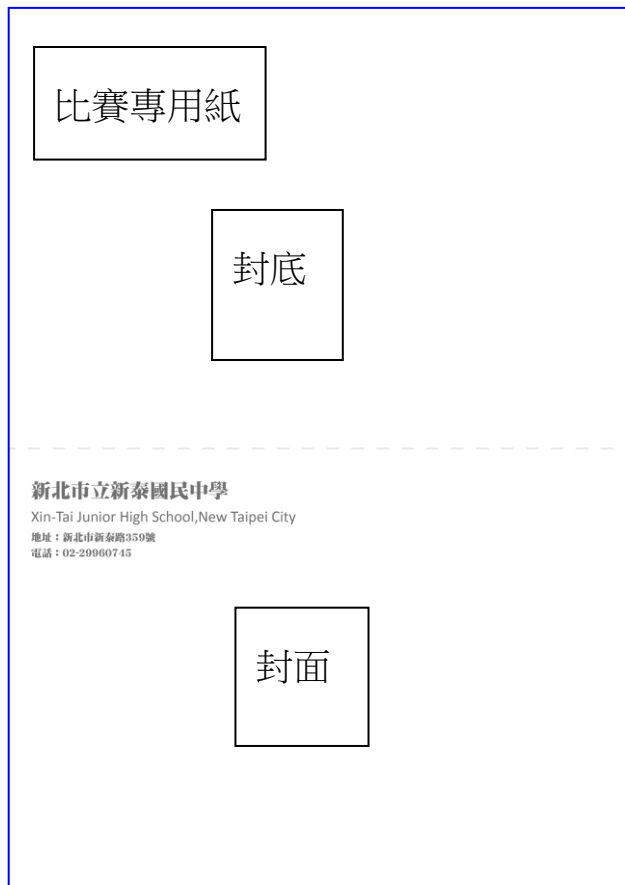 比賽專用紙
封底
新北市立新泰國民中學
Xin-Tai Junior High School,New Taipei City
地址：新北市新泰路359號
電話：02-29960745
封面